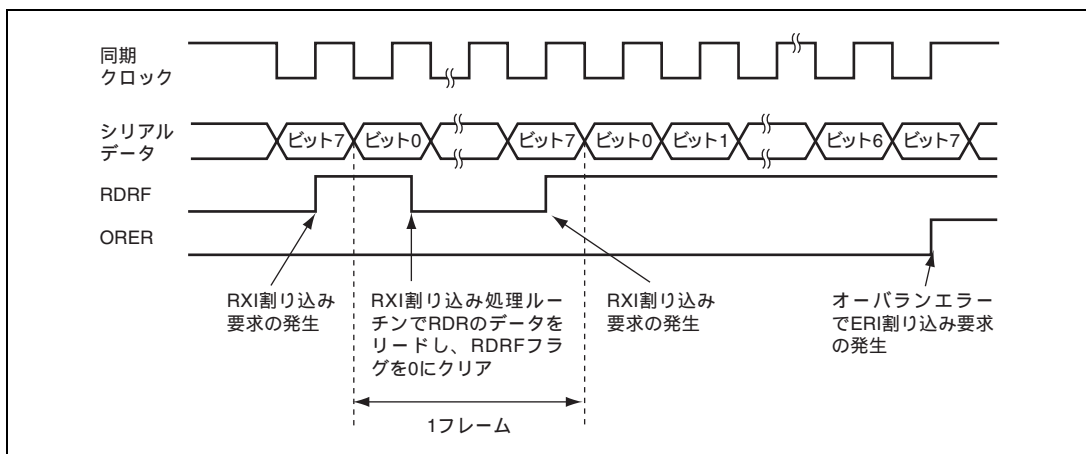 同期
クロック
シリアル
データ
ビット7 ビット0 ビット7 ビット0 ビット1 ビット6 ビット7
RDRF
ORER
RXI割り込み
要求の発生
RXI割り込み処理ルー
チンでRDRのデータを
リードし、RDRFフラ
グを0にクリア
RXI割り込み
要求の発生
オーバランエラー
でERI割り込み要求
の発生
1フレーム